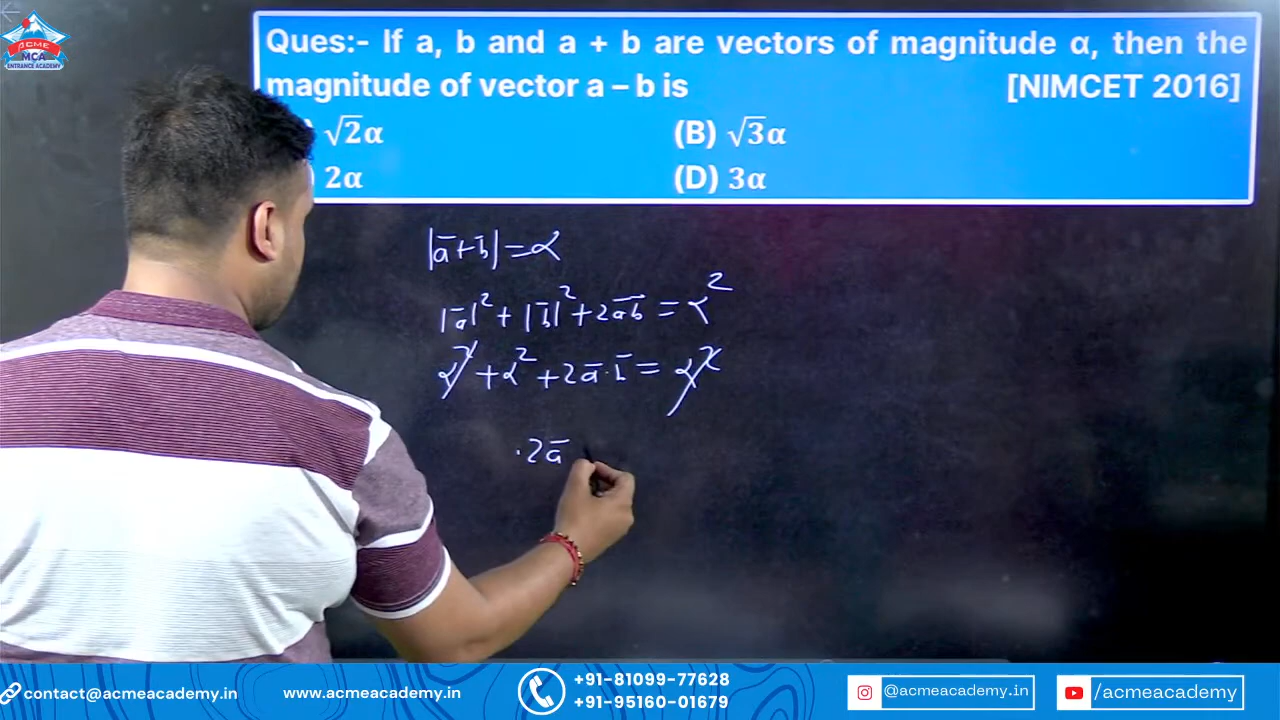 ACME
MCA
ENTRANCE ACADEMY
Ques:- If a, b and a + b are vectors of magnitude α, then the
magnitude of vector a – b is [NIMCET 2016]
) √2α (B) √3α
2α (D) 3α
|a̅+b̅|=α
|a̅|²+|b̅|²+2a̅b̅=α²
α²+α²+2a̅·b̅=α²
·2a̅
contact@acmeacademy.in www.acmeacademy.in +91-81099-77628
+91-95160-01679
@acmeacademy.in /acmeacademy